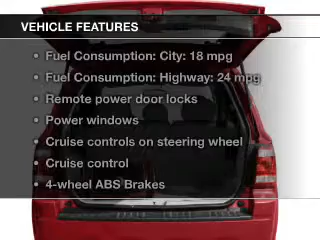 VEHICLE FEATURES
• Fuel Consumption: City: 18 mpg
• Fuel Consumption: Highway: 24 mpg
• Remote power door locks
• Power windows
• Cruise controls on steering wheel
• Cruise control
• 4-wheel ABS Brakes